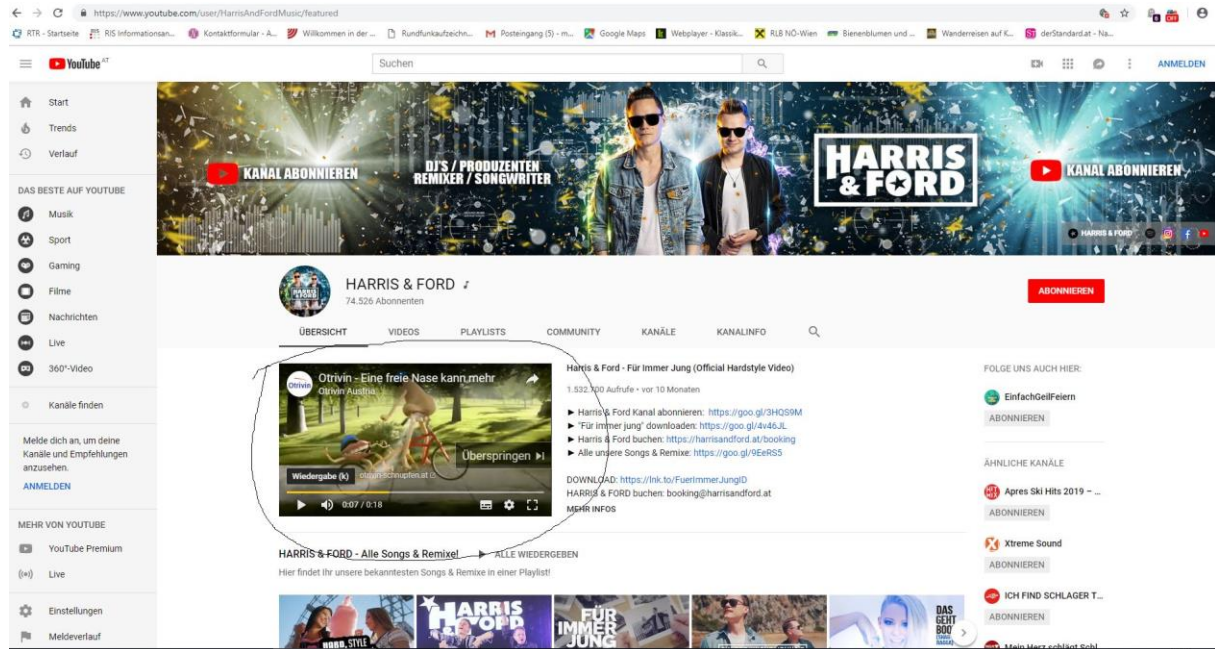 https://www.youtube.com/user/HarrisAndFordMusic/featured
RTR - Startseite RIS Informationsan... Kontaktformular - A... Willkommen in der ... Rundfunkaufzeichn... Posteingang (5) - m... Google Maps Webplayer - Klassik... RLB NÖ-Wien Bienenblumen und ... Wanderreisen auf K... derStandard.at - Na...
YouTube AT
Suchen
ANMELDEN
Start
Trends
Verlauf
DAS BESTE AUF YOUTUBE
Musik
Sport
Gaming
Filme
Nachrichten
Live
360°-Video
Kanäle finden
Melde dich an, um deine
Kanäle und Empfehlungen
anzusehen.
ANMELDEN
MEHR VON YOUTUBE
YouTube Premium
Live
Einstellungen
Meldeverlauf
KANAL ABONNIEREN
DJ'S / PRODUZENTEN
REMIXER / SONGWRITER
HARRIS
& FORD
KANAL ABONNIEREN
HARRIS & FORD
HARRIS & FORD
74.526 Abonnenten
ABONNIEREN
ÜBERSICHT VIDEOS PLAYLISTS COMMUNITY KANÄLE KANALINFO
Otrivin
Otrivin - Eine freie Nase kann mehr
Otrivin Austria
Überspringen
Wiedergabe (k) otrivin-schnupfen.at
0:07 / 0:18
Harris & Ford - Für Immer Jung (Official Hardstyle Video)
1.532.700 Aufrufe • vor 10 Monaten
► Harris & Ford Kanal abonnieren: https://goo.gl/3HQS9M
► "Für immer jung" downloaden: https://goo.gl/4v46JL
► Harris & Ford buchen: https://harrisandford.at/booking
► Alle unsere Songs & Remixe: https://goo.gl/9EeRS5
DOWNLOAD: https://lnk.to/FuerImmerJungID
HARRIS & FORD buchen: booking@harrisandford.at
MEHR INFOS
HARRIS & FORD - Alle Songs & Remixe! ► ALLE WIEDERGEBEN
Hier findet Ihr unsere bekanntesten Songs & Remixe in einer Playlist!
HARD, STYLE
HARRIS
FORD
FÜR
IMMER
JUNG
DAS
GEHT
FOLGE UNS AUCH HIER:
EinfachGeilFeiern
ABONNIEREN
ÄHNLICHE KANÄLE
Apres Ski Hits 2019 – ...
ABONNIEREN
Xtreme Sound
ABONNIEREN
ICH FIND SCHLAGER T...
ABONNIEREN
Mein Herz schlägt Schl...